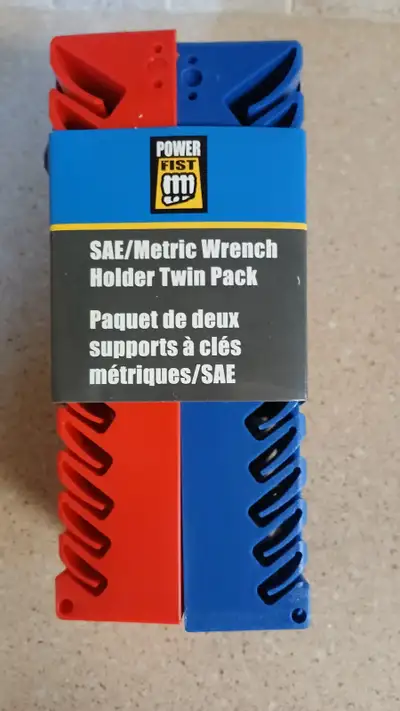 POWER
FIST
SAE/Metric Wrench
Holder Twin Pack
Paquet de deux
supports à clés
métriques/SAE